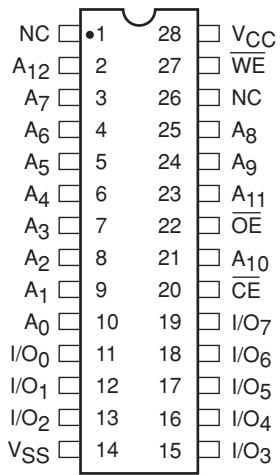 NC 1 28 VCC
A12 2 27 WE
A7 3 26 NC
A6 4 25 A8
A5 5 24 A9
A4 6 23 A11
A3 7 22 OE
A2 8 21 A10
A1 9 20 CE
A0 10 19 I/O7
I/O0 11 18 I/O6
I/O1 12 17 I/O5
I/O2 13 16 I/O4
VSS 14 15 I/O3